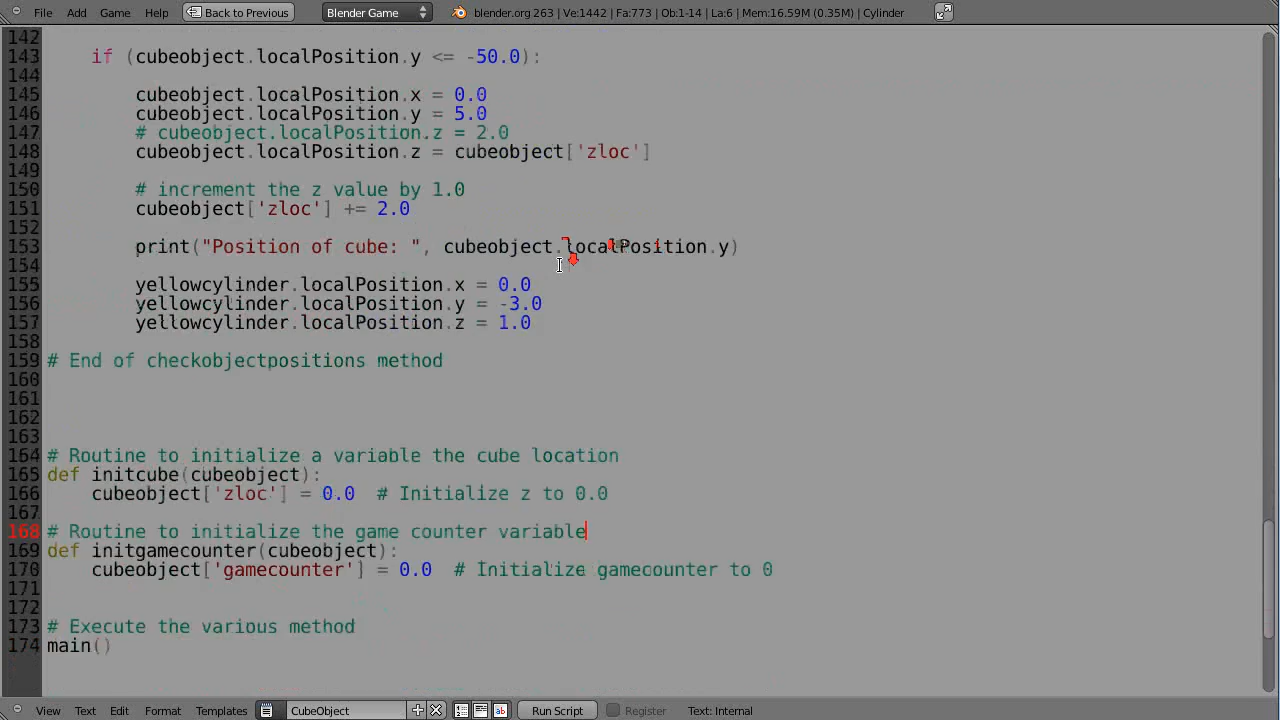 File Add Game Help Back to Previous Blender Game blender.org 263 | Ve:1442 | Fa:773 | Ob:1-14 | La:6 | Mem:16.59M (0.35M) | Cylinder
142
143 if (cubeobject.localPosition.y <= -50.0):
144
145 cubeobject.localPosition.x = 0.0
146 cubeobject.localPosition.y = 5.0
147 # cubeobject.localPosition.z = 2.0
148 cubeobject.localPosition.z = cubeobject['zloc']
149
150 # increment the z value by 1.0
151 cubeobject['zloc'] += 2.0
152
153 print("Position of cube: ", cubeobject.localPosition.y)
154
155 yellowcylinder.localPosition.x = 0.0
156 yellowcylinder.localPosition.y = -3.0
157 yellowcylinder.localPosition.z = 1.0
158
159 # End of checkobjectpositions method
160
161
162
163
164 # Routine to initialize a variable the cube location
165 def initcube(cubeobject):
166 cubeobject['zloc'] = 0.0 # Initialize z to 0.0
167
168 # Routine to initialize the game counter variable
169 def initgamecounter(cubeobject):
170 cubeobject['gamecounter'] = 0.0 # Initialize gamecounter to 0
171
172
173 # Execute the various method
174 main()
View Text Edit Format Templates CubeObject Run Script Register Text: Internal